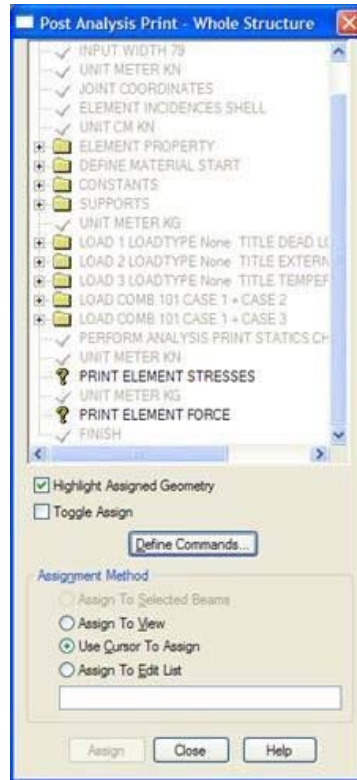 Post Analysis Print - Whole Structure
INPUT WIDTH 79
UNIT METER KN
JOINT COORDINATES
ELEMENT INCIDENCES SHELL
UNIT CM KN
ELEMENT PROPERTY
DEFINE MATERIAL START
CONSTANTS
SUPPORTS
UNIT METER KG
LOAD 1 LOADTYPE None TITLE DEAD LO
LOAD 2 LOADTYPE None TITLE EXTERN
LOAD 3 LOADTYPE None TITLE TEMPER
LOAD COMB 101 CASE 1 + CASE 2
LOAD COMB 101 CASE 1 + CASE 3
PERFORM ANALYSIS PRINT STATICS CH
UNIT METER KN
PRINT ELEMENT STRESSES
UNIT METER KG
PRINT ELEMENT FORCE
FINISH
Highlight Assigned Geometry
Toggle Assign
Define Commands...
Assignment Method
Assign To Selected Beams
Assign To View
Use Cursor To Assign
Assign To Edit List
Assign Close Help